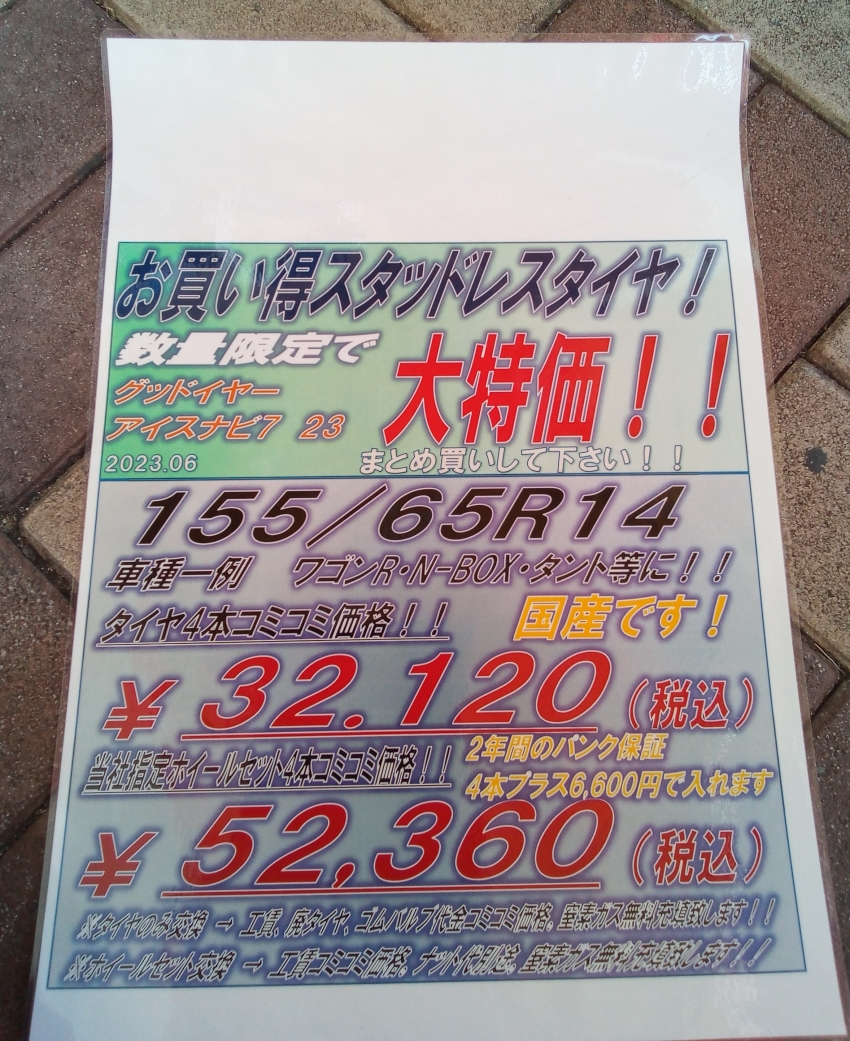 お買い得スタッドレスタイヤ！
数量限定で
大特価！！
グッドイヤー
アイスナビ7 23
2023.06
まとめ買いして下さい！！
155/65R14
車種一例 ワゴンR・N-BOX・タント等に！！
タイヤ4本コミコミ価格！！
国産です！
¥32.120(税込)
当社指定ホイールセット4本コミコミ価格！！
2年間のパンク保証
4本プラス6,600円で入れます
¥52,360(税込)
※タイヤのみ交換 → 工賃、廃タイヤ、ゴムバルブ代金コミコミ価格。窒素ガス無料充填致します！！
※ホイールセット交換 → 工賃コミコミ価格。ナット代別途。窒素ガス無料充填致します！！